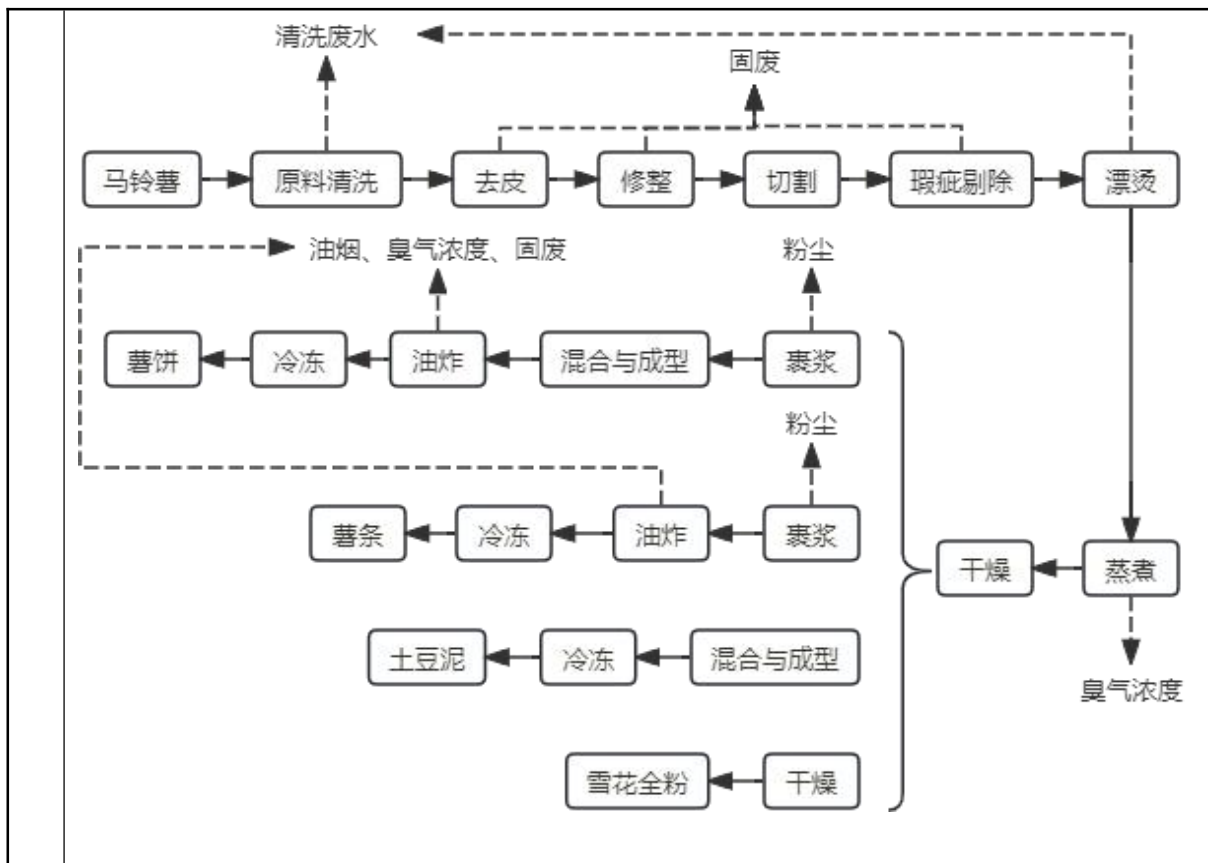 清洗废水
固废
马铃薯 原料清洗 去皮 修整 切割 瑕疵剔除 漂烫
油烟、臭气浓度、固废 粉尘
薯饼 冷冻 油炸 混合与成型 裹浆
粉尘
薯条 冷冻 油炸 裹浆
干燥 蒸煮
土豆泥 冷冻 混合与成型
臭气浓度
雪花全粉 干燥